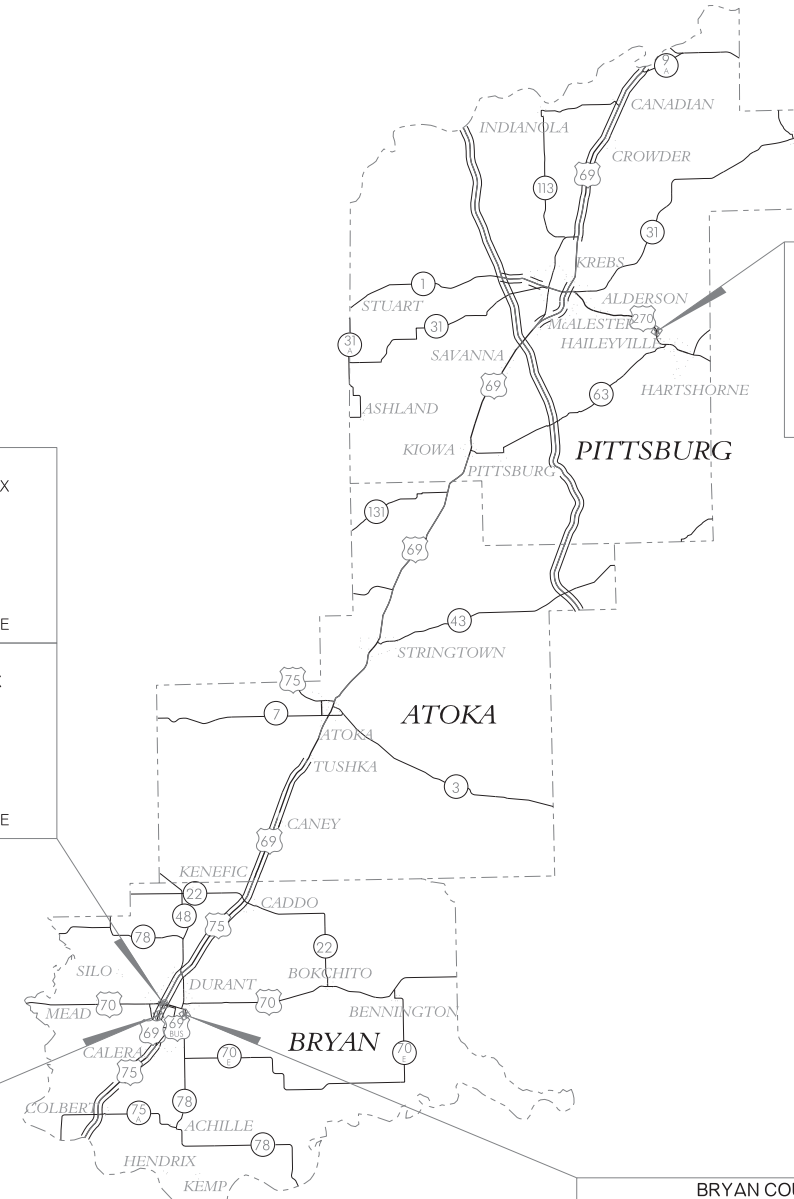 9
A
CANADIAN
INDIANOLA
CROWDER
69
113
31
KREBS
1
ALDERSON
STUART
270
McALESTER
31
HAILEYVILLE
31
A
SAVANNA
69
63
HARTSHORNE
ASHLAND
KIOWA
PITTSBURG
PITTSBURG
X
131
69
E
43
STRINGTOWN
75
7
ATOKA
ATOKA
TUSHKA
3
E
CANEY
69
KENEFIC
22
CADDO
48
75
78
22
SILO
BOKCHITO
DURANT
70
70
MEAD
BENNINGTON
69
69
BUS
BRYAN
CALERA
70
E
70
E
75
COLBERT
75
A
78
ACHILLE
78
HENDRIX
KEMP
BRYAN COU